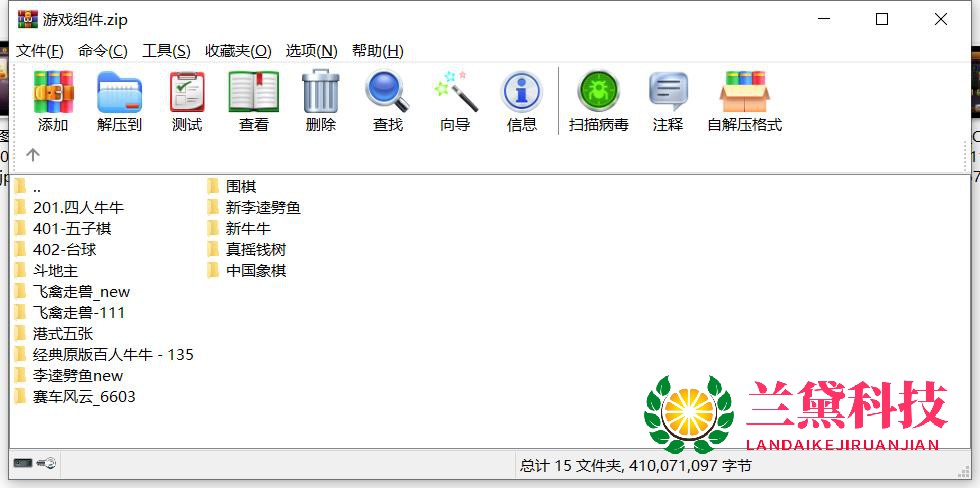 游戏组件.zip
文件(F) 命令(C) 工具(S) 收藏夹(O) 选项(N) 帮助(H)
添加 解压到 测试 查看 删除 查找 向导 信息 扫描病毒 注释 自解压格式
..
201.四人牛牛
401-五子棋
402-台球
斗地主
飞禽走兽_new
飞禽走兽-111
港式五张
经典原版百人牛牛 - 135
李逵劈鱼new
赛车风云_6603
围棋
新李逵劈鱼
新牛牛
真摇钱树
中国象棋
兰黛科技
LANDAIKEJIRUANJIAN
总计 15 文件夹, 410,071,097 字节